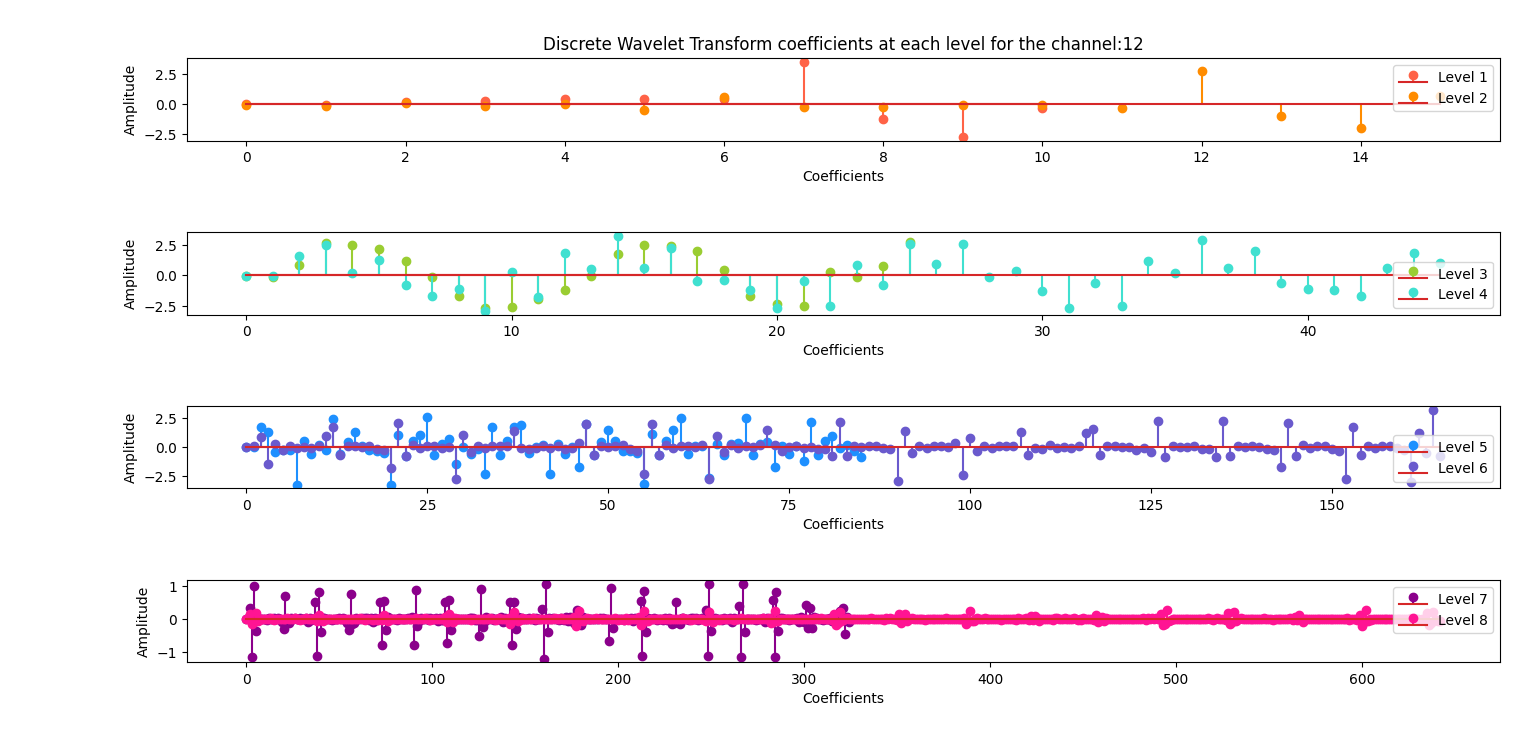 Discrete Wavelet Transform coefficients at each level for the channel:12
Amplitude
2.5
0.0
−2.5
Level 1
Level 2
0 2 4 6 8 10 12 14
Coefficients
Amplitude
2.5
0.0
−2.5
Level 3
Level 4
0 10 20 30 40
Coefficients
Amplitude
2.5
0.0
−2.5
Level 5
Level 6
0 25 50 75 100 125 150
Coefficients
Amplitude
1
0
−1
Level 7
Level 8
0 100 200 300 400 500 600
Coefficients